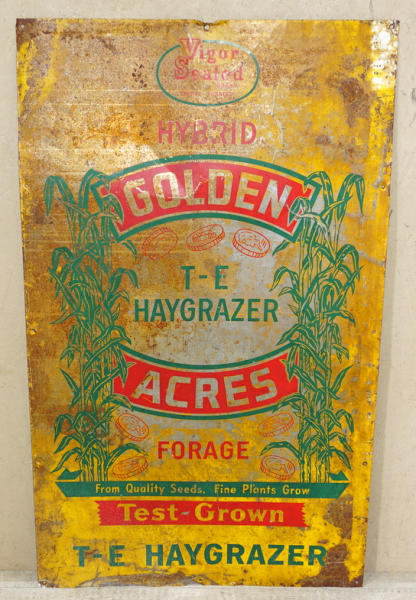 Vigor
Sealed
HYBRID
GOLDEN
T-E
HAYGRAZER
ACRES
FORAGE
From Quality Seeds, Fine Plants Grow
Test-Grown
T-E HAYGRAZER